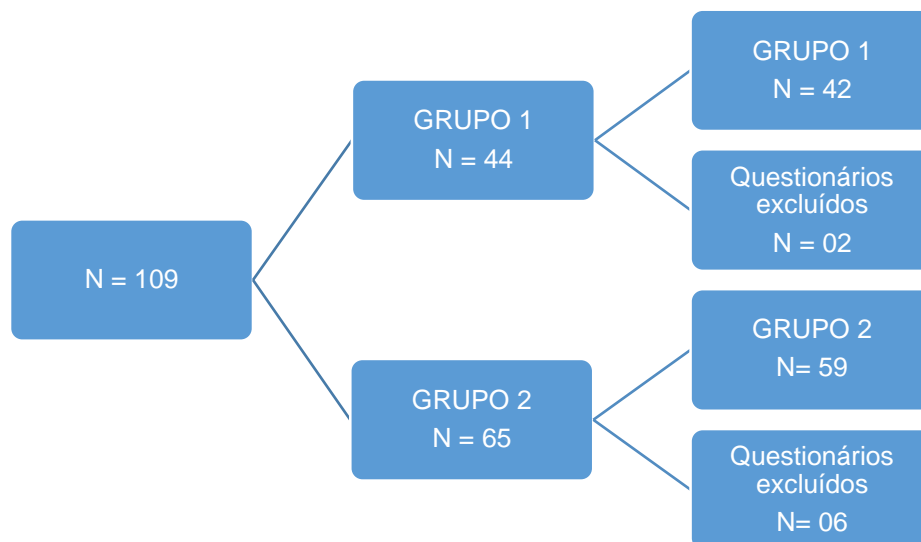 N = 109
GRUPO 1
N = 44
GRUPO 2
N = 65
GRUPO 1
N = 42
Questionários
excluídos
N = 02
GRUPO 2
N= 59
Questionários
excluídos
N= 06